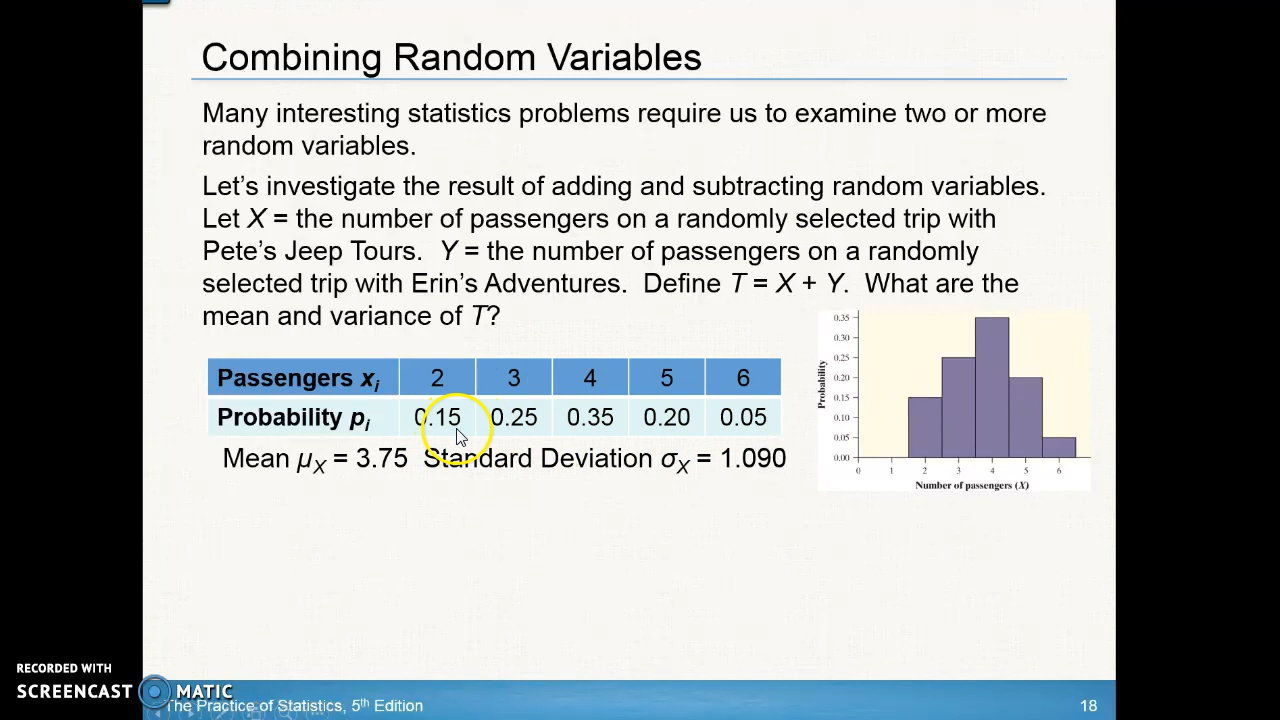 Combining Random Variables
Many interesting statistics problems require us to examine two or more
random variables.
Let’s investigate the result of adding and subtracting random variables.
Let X = the number of passengers on a randomly selected trip with
Pete’s Jeep Tours. Y = the number of passengers on a randomly
selected trip with Erin’s Adventures. Define T = X + Y. What are the
mean and variance of T?
Passengers xᵢ 2 3 4 5 6
Probability pᵢ 0.15 0.25 0.35 0.20 0.05
Mean μX = 3.75 Standard Deviation σX = 1.090
Probability
0.35
0.30
0.25
0.20
0.15
0.10
0.05
0.00
0 1 2 3 4 5 6
Number of passengers (X)
RECORDED WITH
SCREENCAST MATIC
The Practice of Statistics, 5th Edition
18